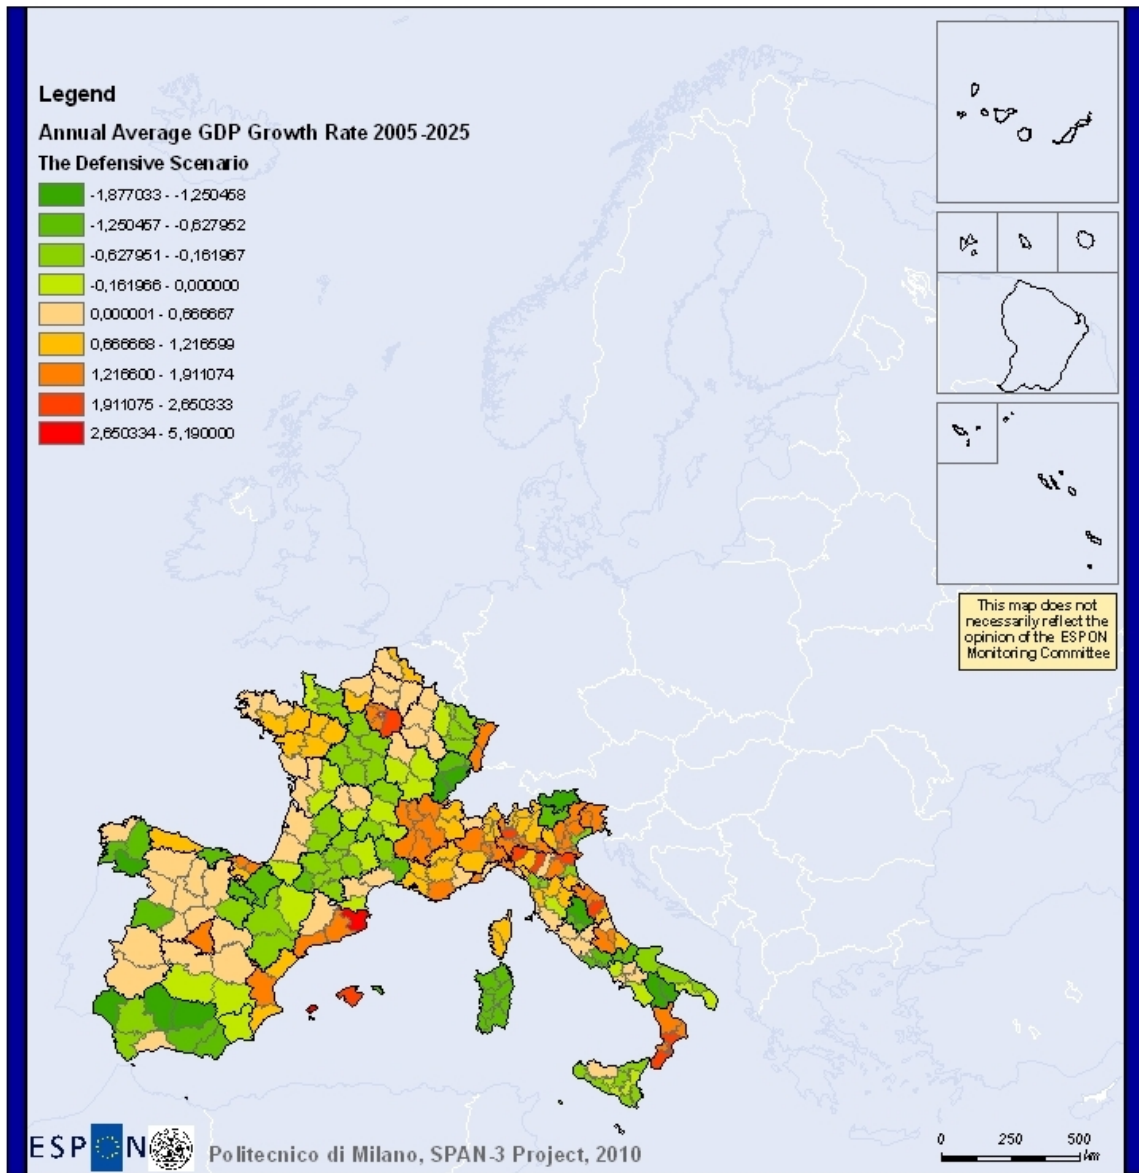 Legend
Annual Average GDP Growth Rate 2005-2025
The Defensive Scenario
-1,877033 - -1,250458
-1,250457 - -0,627952
-0,627951 - -0,161967
-0,161966 - 0,000000
0,000001 - 0,666667
0,666668 - 1,216599
1,216600 - 1,911074
1,911075 - 2,650333
2,650334 - 5,190000
This map does not
necessarily reflect the
opinion of the ESPON
Monitoring Committee
ESPON
Politecnico di Milano, SPAN-3 Project, 2010
0 250 500
km